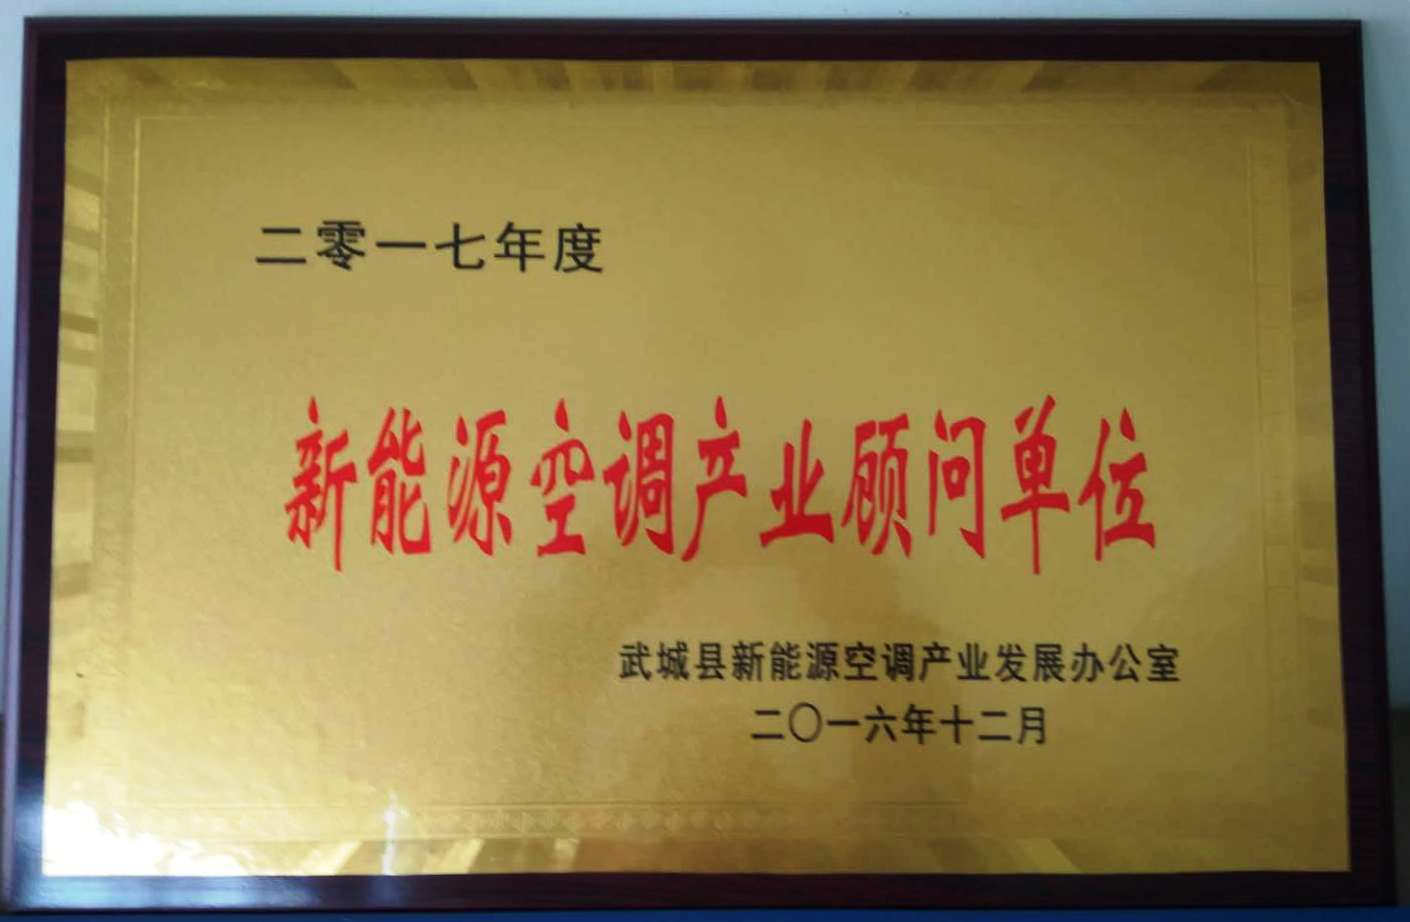 二零一七年度
新能源空调产业顾问单位
武城县新能源空调产业发展办公室
二〇一六年十二月